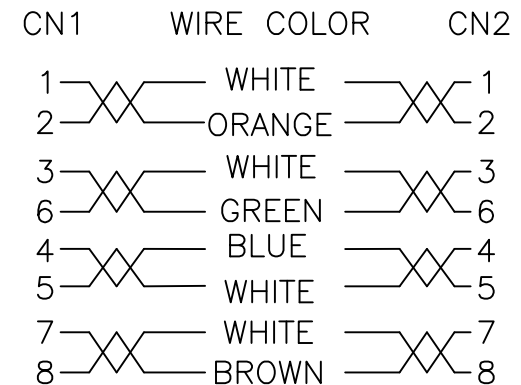 CN1 WIRE COLOR CN2
1 WHITE 1
2 ORANGE 2
3 WHITE 3
6 GREEN 6
4 BLUE 4
5 WHITE 5
7 WHITE 7
8 BROWN 8